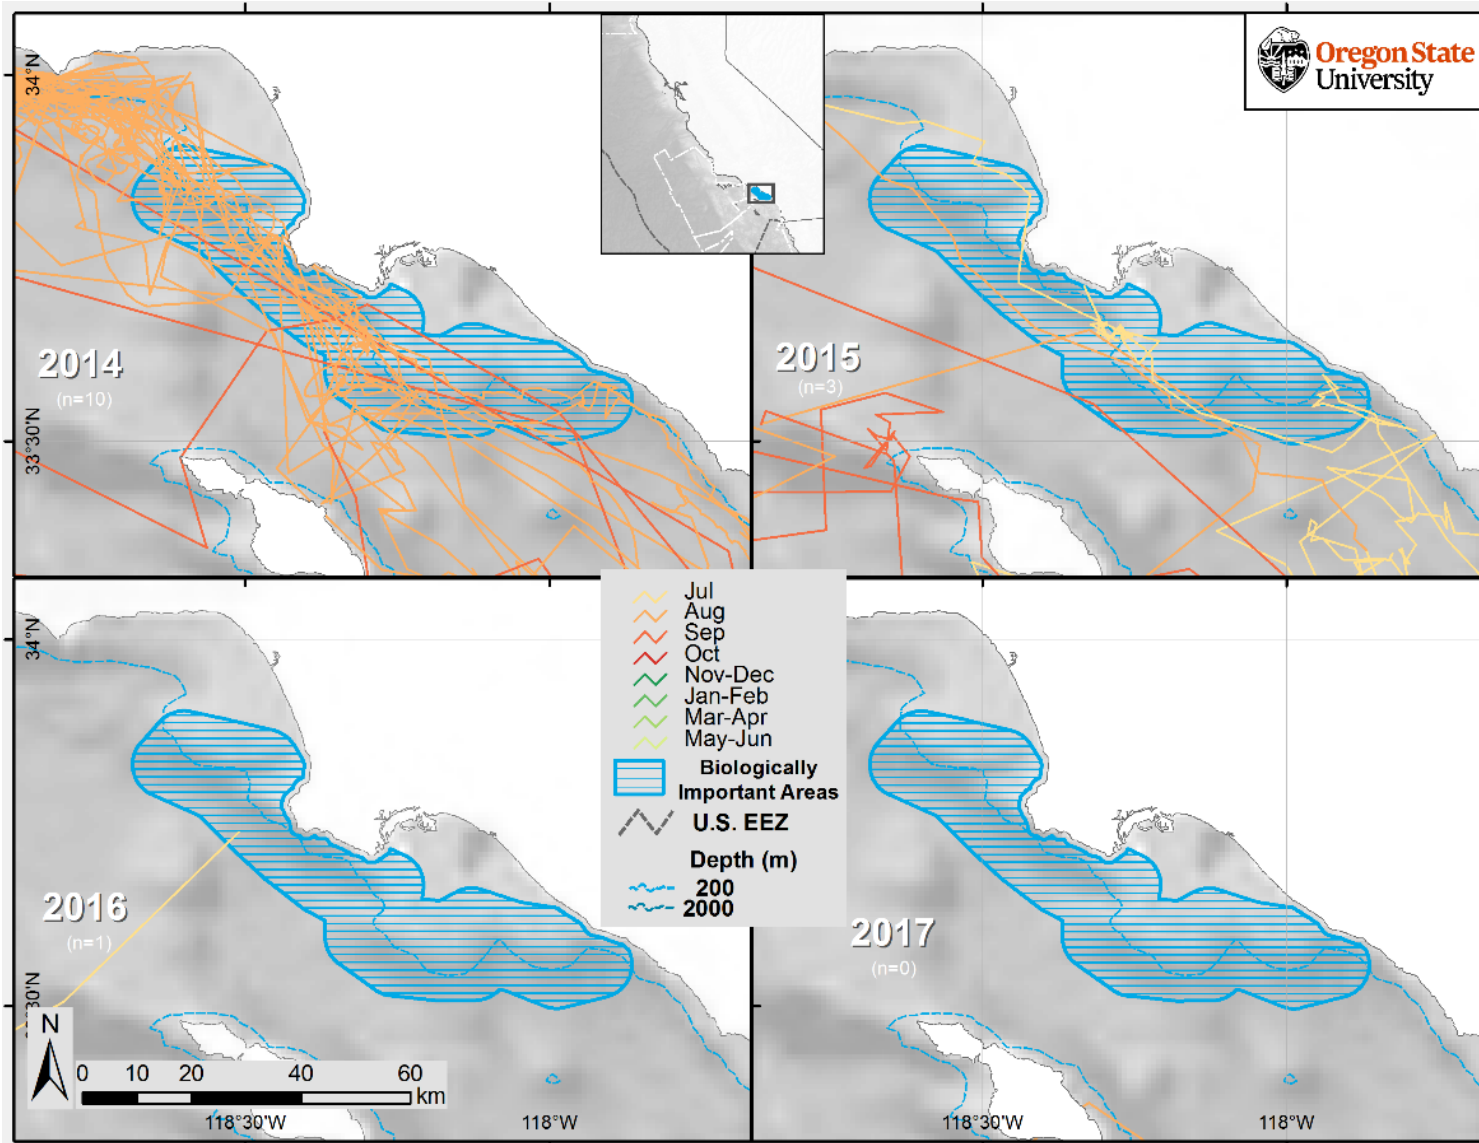 34°N
Oregon State
University
2014
(n=10)
2015
(n=3)
33°30'N
Jul
Aug
Sep
Oct
Nov-Dec
Jan-Feb
Mar-Apr
May-Jun
Biologically
Important Areas
U.S. EEZ
Depth (m)
200
2000
34°N
2016
(n=1)
2017
(n=0)
30'N
N
0 10 20 40 60
km
118°30'W 118°W 118°30'W 118°W